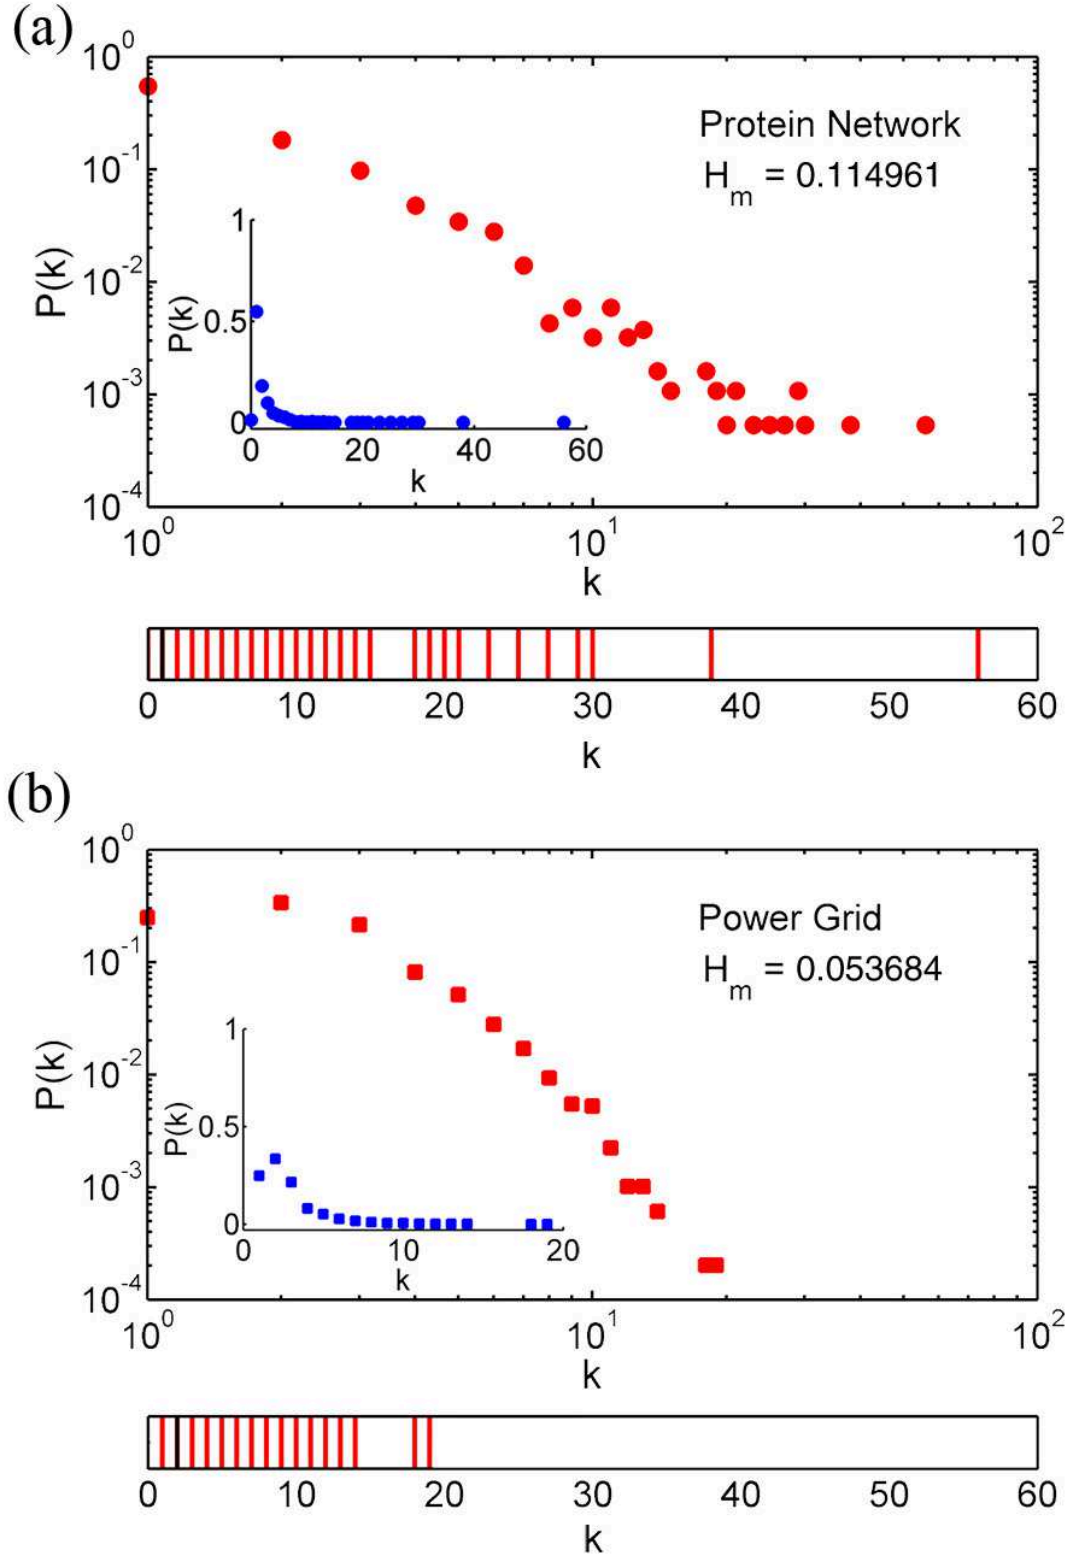 (a)
10^0
10^-1
10^-2
10^-3
10^-4
P(k)
Protein Network
H_m = 0.114961
1
0.5
0
P(k)
0 20 40 60
k
10^0 10^1 10^2
k
0 10 20 30 40 50 60
k
(b)
10^0
10^-1
10^-2
10^-3
10^-4
P(k)
Power Grid
H_m = 0.053684
1
0.5
0
P(k)
0 10 20
k
10^0 10^1 10^2
k
0 10 20 30 40 50 60
k